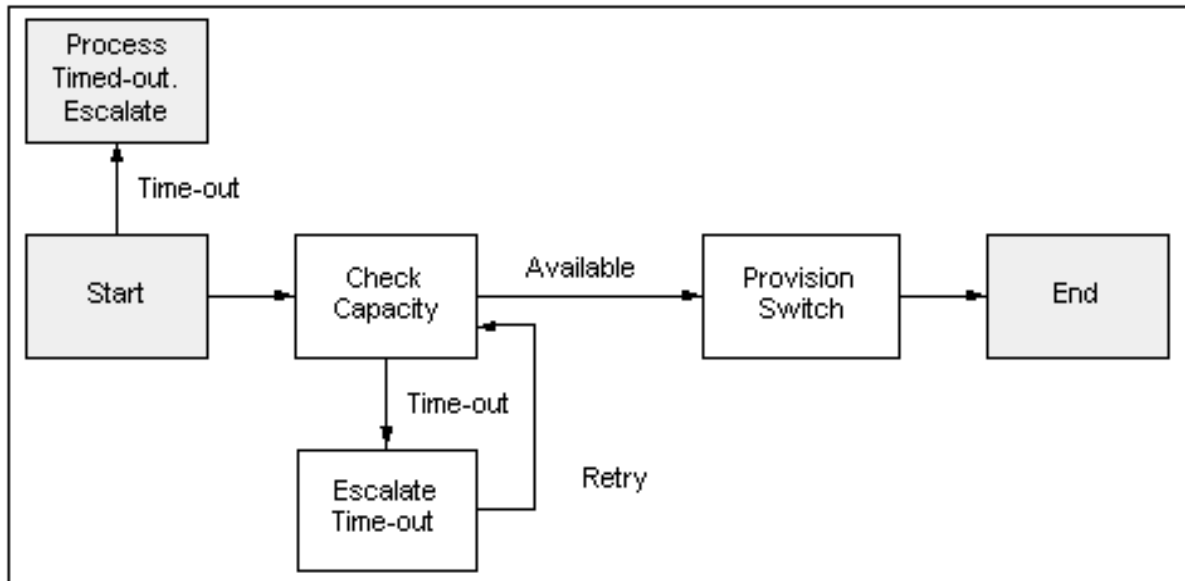 Process
Timed-out.
Escalate
Time-out
Start
Check
Capacity
Available
Provision
Switch
End
Time-out
Escalate
Time-out
Retry